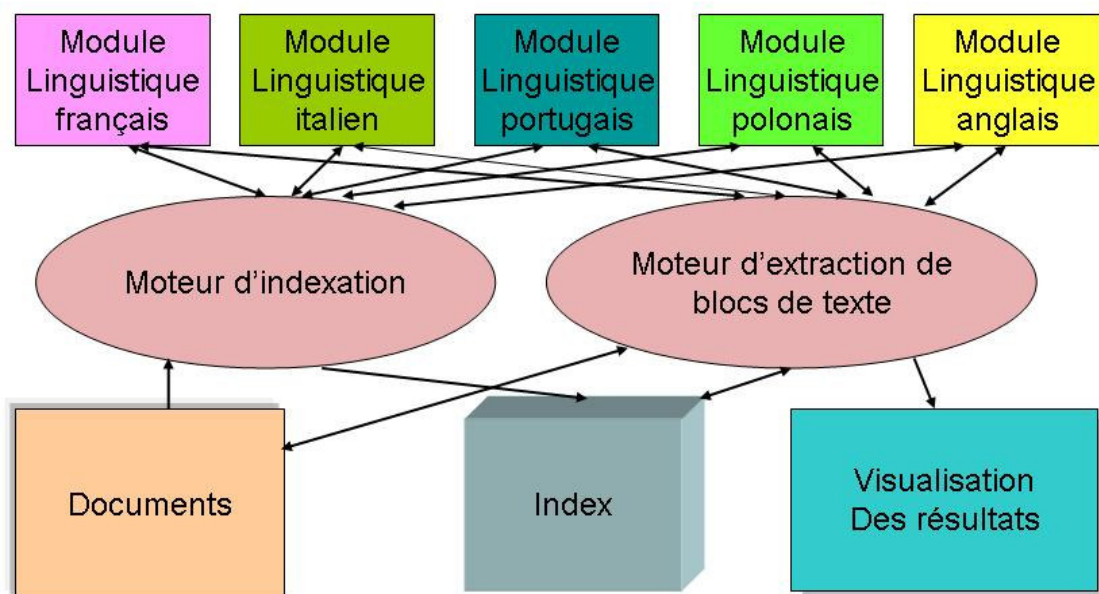 Module
Linguistique
français
Module
Linguistique
italien
Module
Linguistique
portugais
Module
Linguistique
polonais
Module
Linguistique
anglais
Moteur d'indexation
Moteur d'extraction de
blocs de texte
Documents
Index
Visualisation
Des résultats